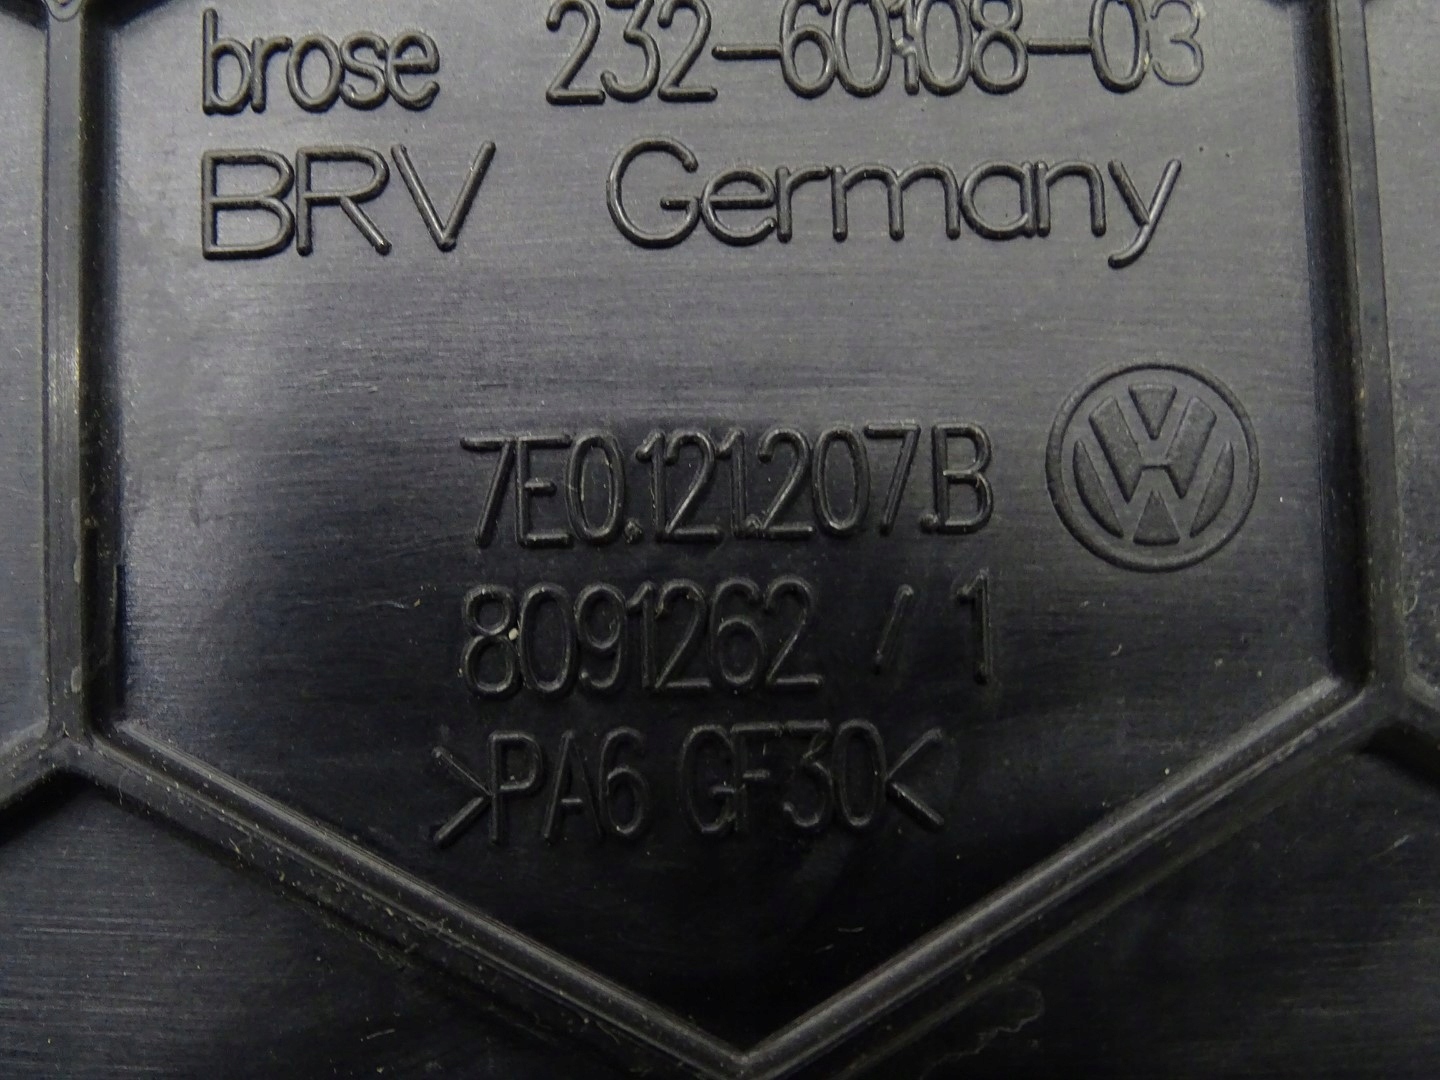 brose 232-60108-03
BRV Germany
7E0.121.207.B
8091262 / 1
>PA6 GF30<